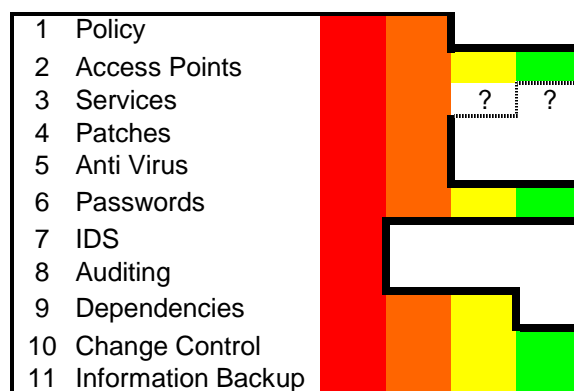 1 Policy
2 Access Points
3 Services ? ?
4 Patches
5 Anti Virus
6 Passwords
7 IDS
8 Auditing
9 Dependencies
10 Change Control
11 Information Backup